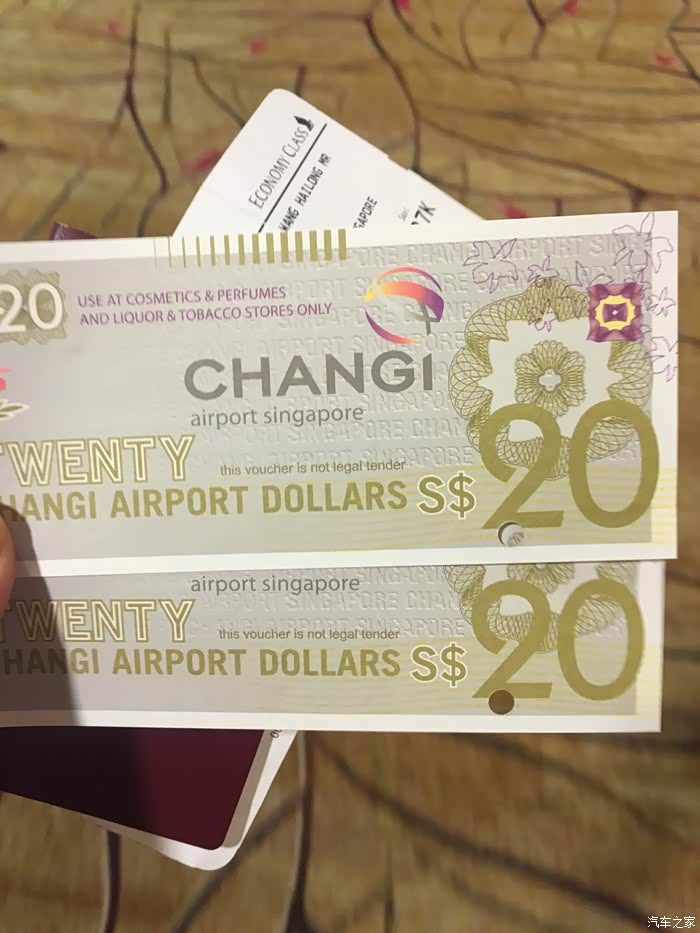 ECONOMY CLASS
HANG HAILONG MR
7K
20
USE AT COSMETICS & PERFUMES
AND LIQUOR & TOBACCO STORES ONLY
CHANGI
airport singapore
TWENTY
this voucher is not legal tender
HANGI AIRPORT DOLLARS S$20
airport singapore
TWENTY
this voucher is not legal tender
HANGI AIRPORT DOLLARS S$20
汽车之家